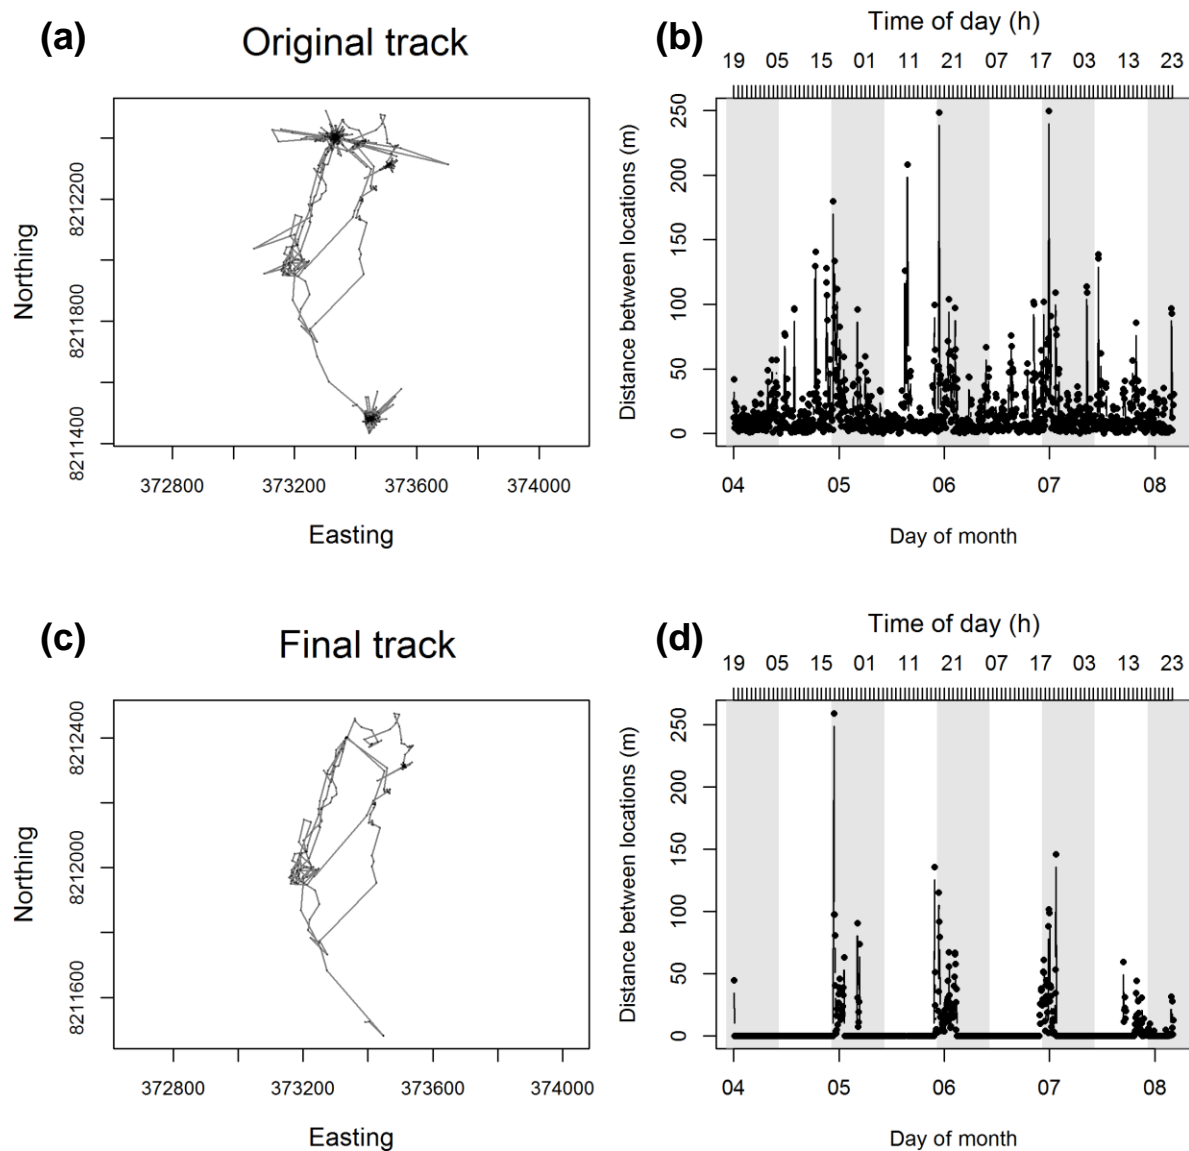 (a)
Original track
Northing
8212200
8211800
8211400
372800 373200 373600 374000
Easting
(b)
Time of day (h)
19 05 15 01 11 21 07 17 03 13 23
Distance between locations (m)
250
200
150
100
50
0
04 05 06 07 08
Day of month
(c)
Final track
Northing
8212400
8212000
8211600
372800 373200 373600 374000
Easting
(d)
Time of day (h)
19 05 15 01 11 21 07 17 03 13 23
Distance between locations (m)
250
200
150
100
50
0
04 05 06 07 08
Day of month